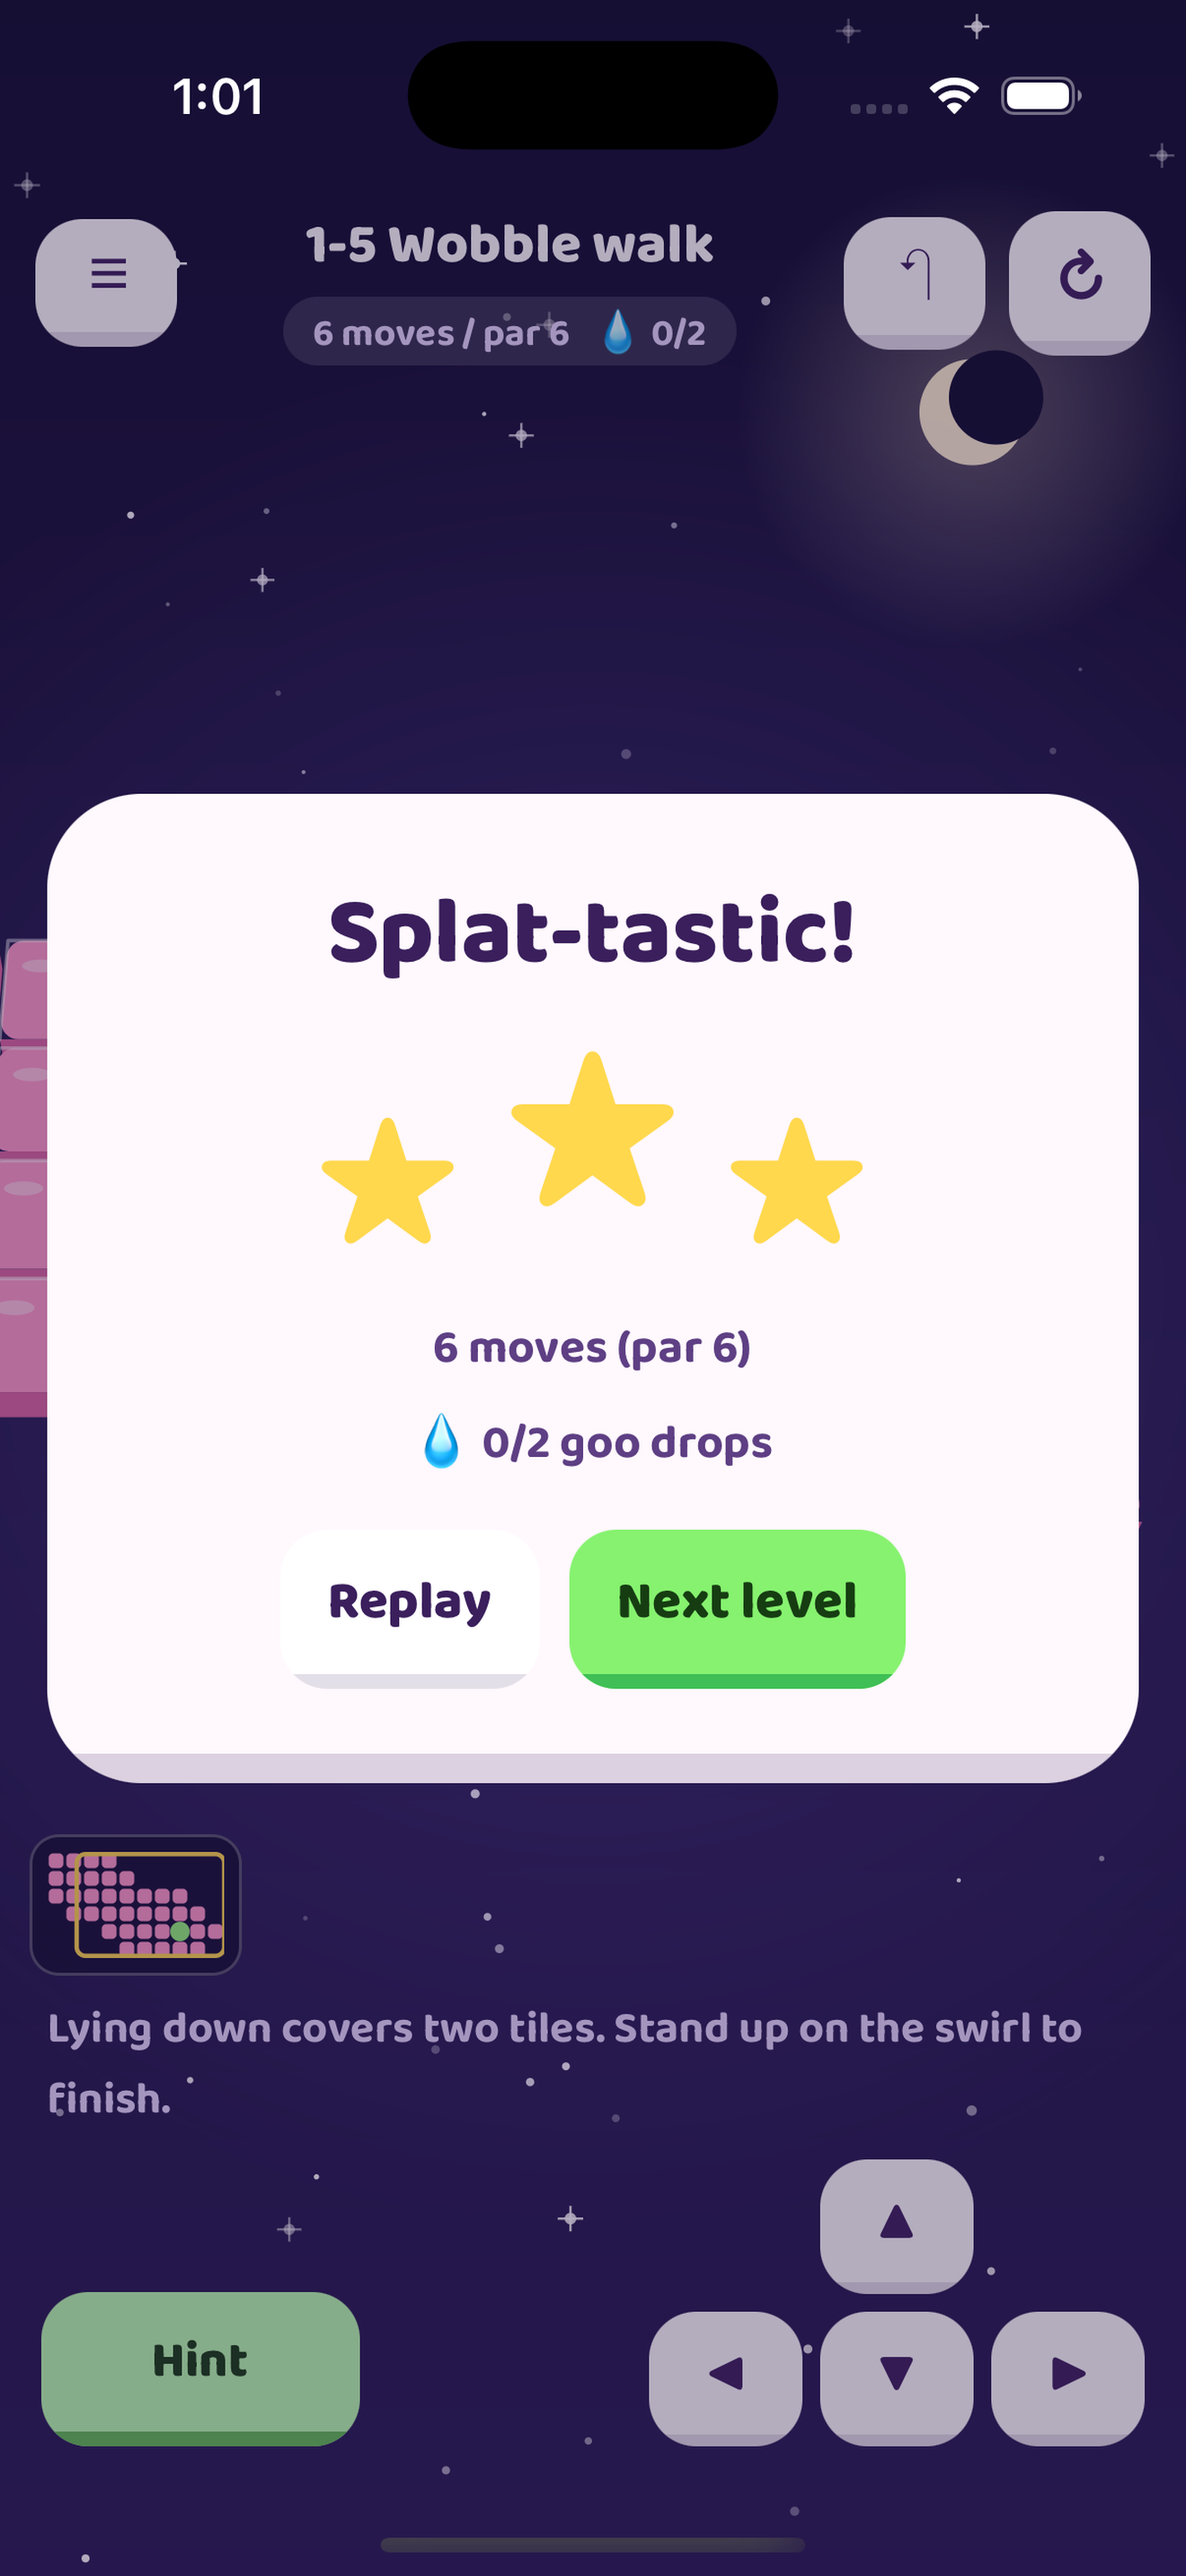 1:01
1-5 Wobble walk
6 moves / par 6 💧 0/2
Splat-tastic!
6 moves (par 6)
💧 0/2 goo drops
Replay
Next level
Lying down covers two tiles. Stand up on the swirl to
finish.
Hint